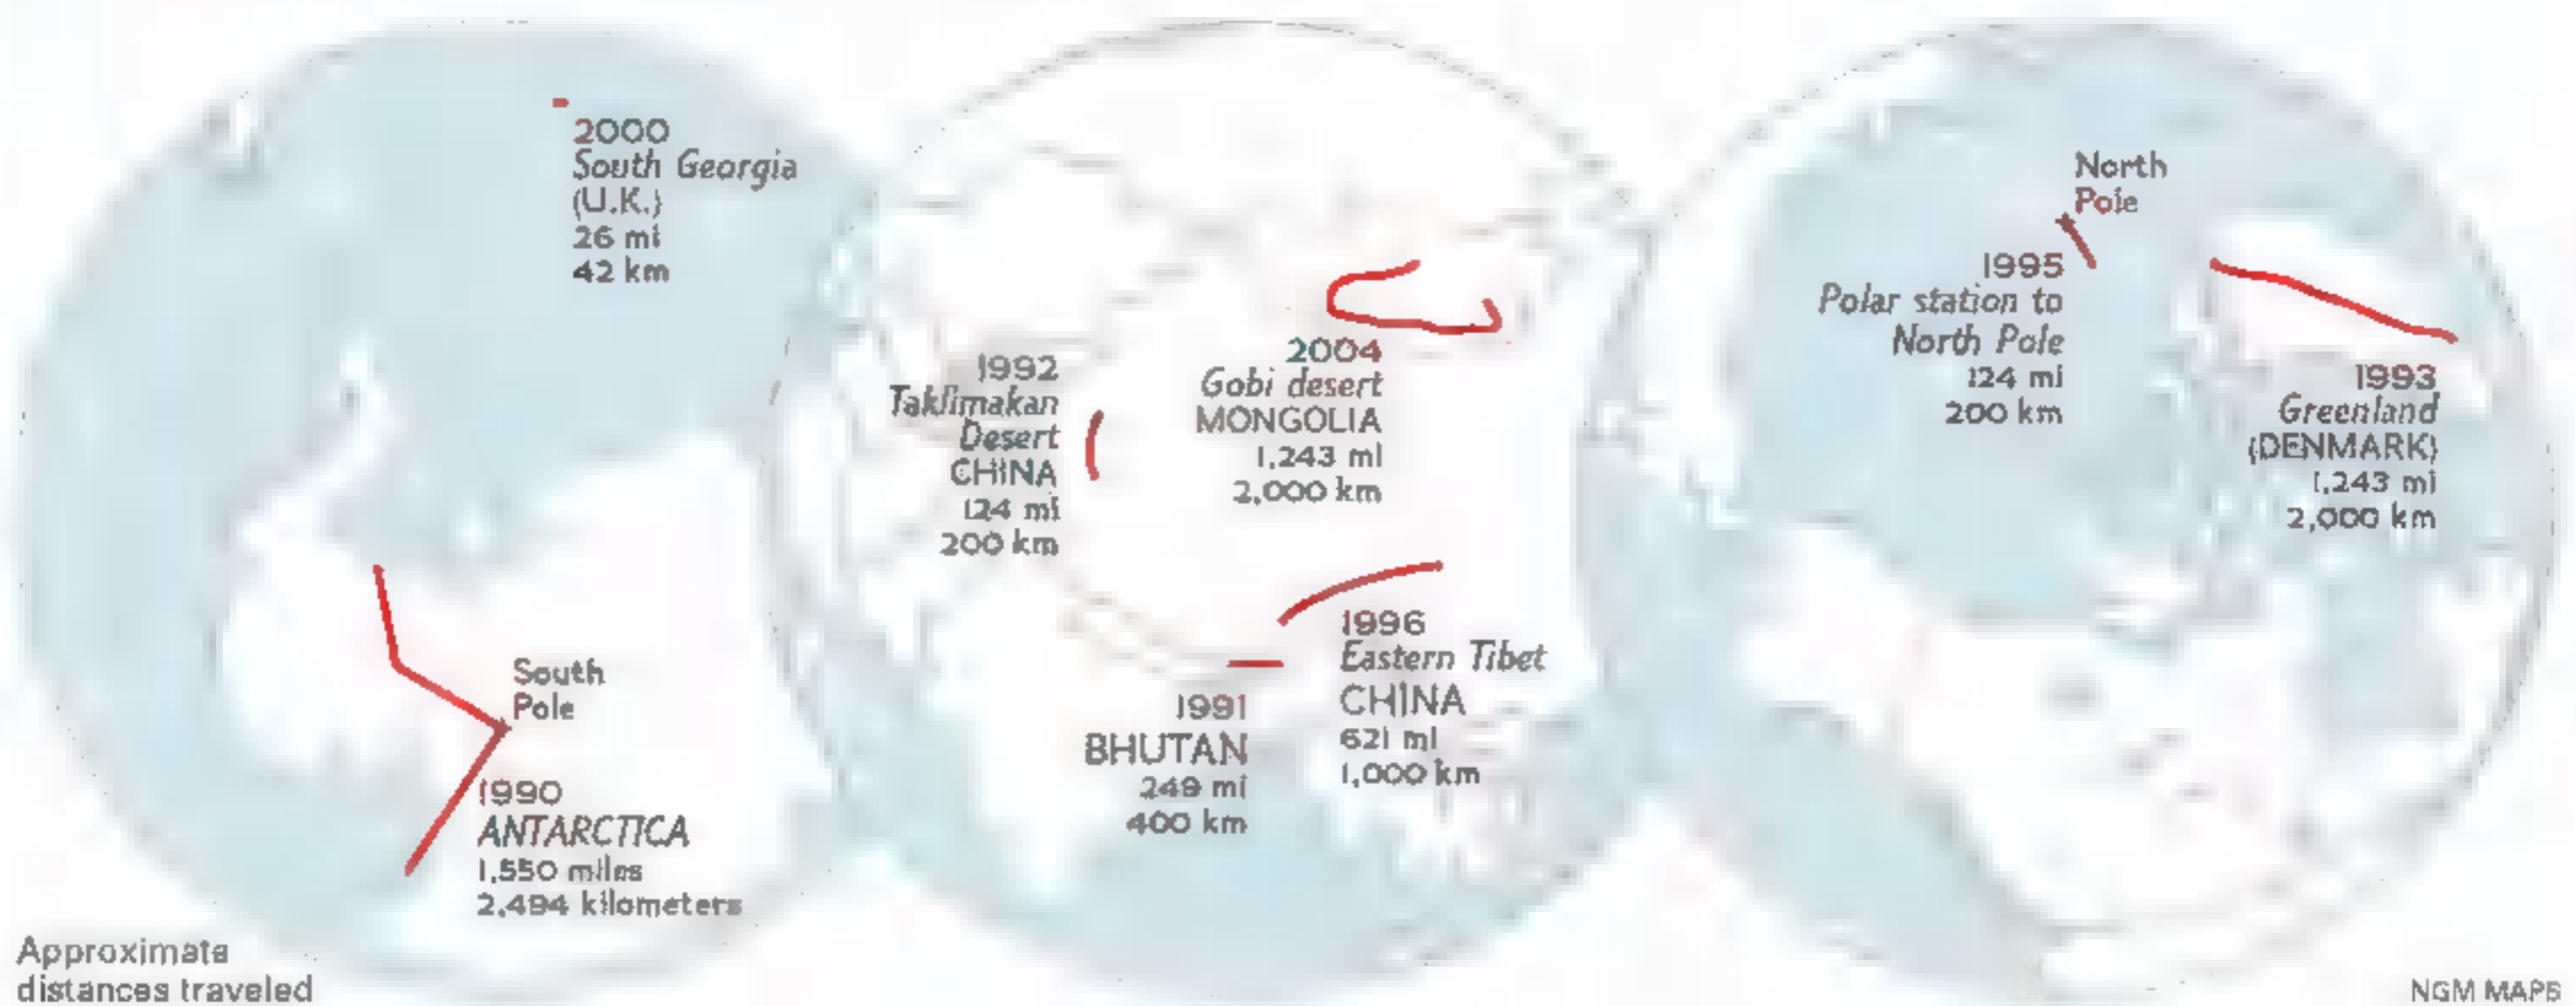 2000
South Georgia
(U.K.)
26 mi
42 km
South
Pole
1990
ANTARCTICA
1,550 miles
2,494 kilometers
Approximate
distances traveled
1992
Taklimakan
Desert
CHINA
124 mi
200 km
2004
Gobi desert
MONGOLIA
1,243 mi
2,000 km
1996
Eastern Tibet
CHINA
621 mi
1,000 km
1991
BHUTAN
249 mi
400 km
North
Pole
1995
Polar station to
North Pole
124 mi
200 km
1993
Greenland
(DENMARK)
1,243 mi
2,000 km
NGM MAPS